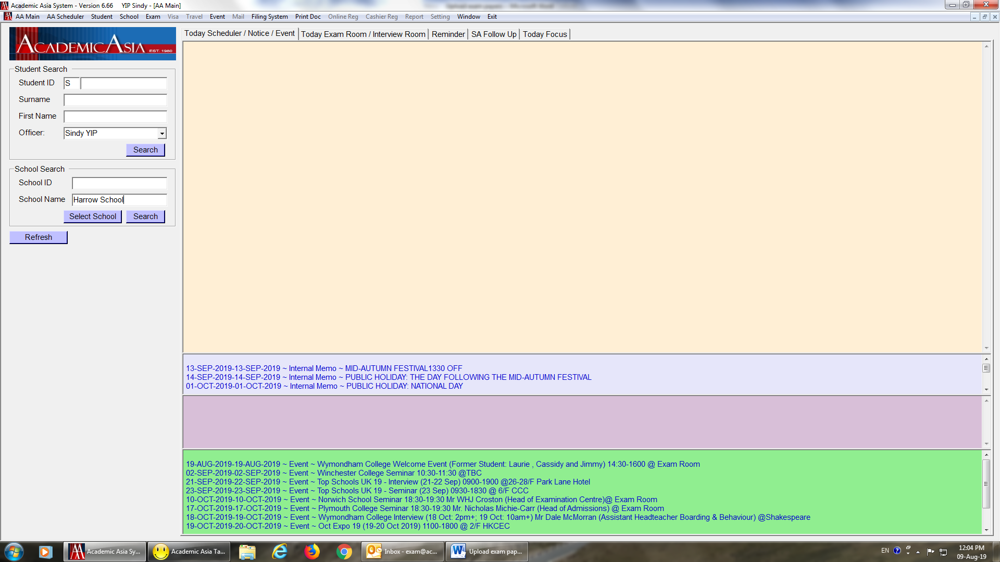 Academic Asia System - Version 6.66 YIP Sindy - [AA Main]
AA Main AA Scheduler Student School Exam Visa Travel Event Mail Filing System Print Doc Online Reg Cashier Reg Report Setting Window Exit
ACADEMIC ASIA EST. 1980
Today Scheduler / Notice / Event Today Exam Room / Interview Room Reminder SA Follow Up Today Focus
Student Search
Student ID S
Surname
First Name
Officer: Sindy YIP
Search
School Search
School ID
School Name Harrow School
Select School Search
Refresh
13-SEP-2019-13-SEP-2019 ~ Internal Memo ~ MID-AUTUMN FESTIVAL1330 OFF
14-SEP-2019-14-SEP-2019 ~ Internal Memo ~ PUBLIC HOLIDAY: THE DAY FOLLOWING THE MID-AUTUMN FESTIVAL
01-OCT-2019-01-OCT-2019 ~ Internal Memo ~ PUBLIC HOLIDAY: NATIONAL DAY
19-AUG-2019-19-AUG-2019 ~ Event ~ Wymondham College Welcome Event (Former Student: Laurie , Cassidy and Jimmy) 14:30-1600 @ Exam Room
02-SEP-2019-02-SEP-2019 ~ Event ~ Winchester College Seminar 10:30-11:30 @TBC
21-SEP-2019-22-SEP-2019 ~ Event ~ Top Schools UK 19 - Interview (21-22 Sep) 0900-1900 @26-28/F Park Lane Hotel
23-SEP-2019-23-SEP-2019 ~ Event ~ Top Schools UK 19 - Seminar (23 Sep) 0930-1830 @ 6/F CCC
10-OCT-2019-10-OCT-2019 ~ Event ~ Norwich School Seminar 18:30-19:30 Mr WHJ Croston (Head of Examination Centre)@ Exam Room
17-OCT-2019-17-OCT-2019 ~ Event ~ Plymouth College Seminar 18:30-19:30 Mr. Nicholas Michie-Carr (Head of Admissions) @ Exam Room
18-OCT-2019-19-OCT-2019 ~ Event ~ Wymondham College Interview (18 Oct: 2pm+; 19 Oct: 10am+) Mr Dale McMorran (Assistant Headteacher Boarding & Behaviour) @Shakespeare
19-OCT-2019-20-OCT-2019 ~ Event ~ Oct Expo 19 (19-20 Oct 2019) 1100-1800 @ 2/F HKCEC
Academic Asia Sy... Academic Asia Ta... Inbox - exam@ac... Upload exam pap... EN 12:04 PM
09-Aug-19